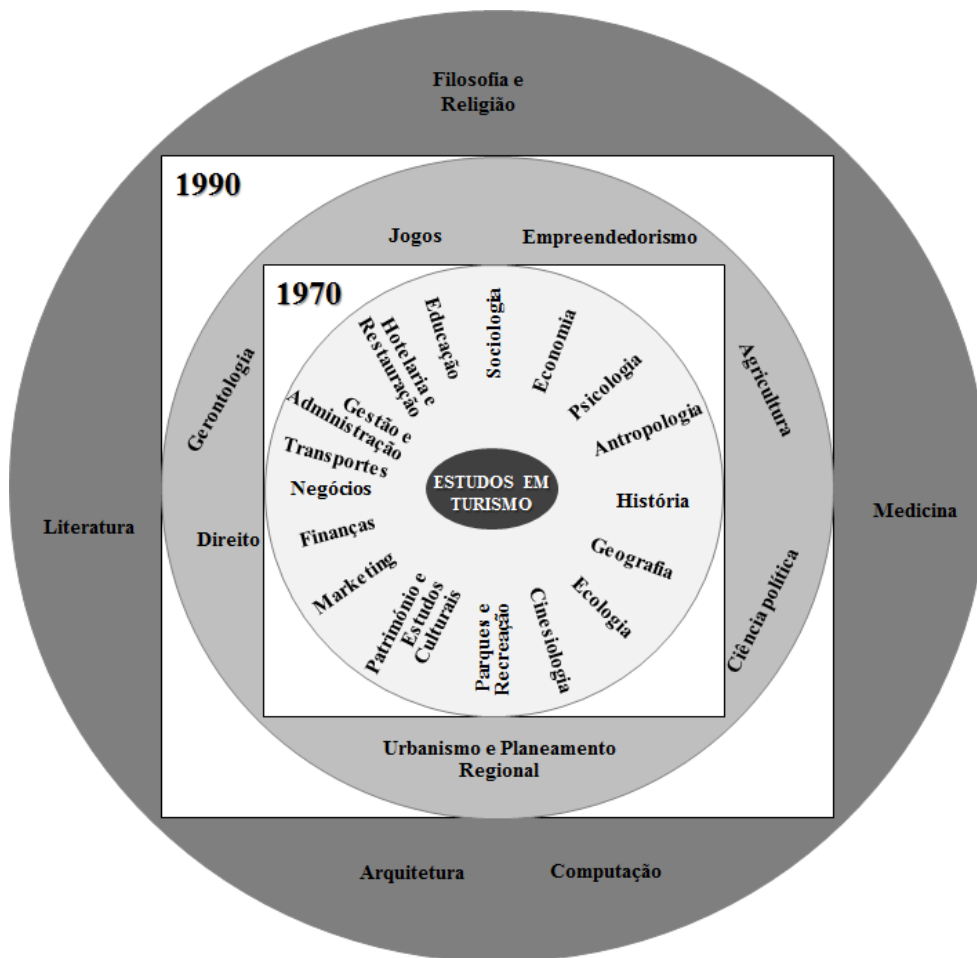 Filosofia e
Religião
1990
Jogos
Empreendedorismo
1970
Educação
Sociologia
Economia
Hotelaria e
Restauração
Psicologia
Gerontologia
Agricultura
Gestão e
Administração
Antropologia
Transportes
ESTUDOS EM
TURISMO
Negócios
História
Literatura
Medicina
Direito
Finanças
Geografia
Marketing
Ecologia
Património e
Estudos
Culturais
Parques e
Recreação
Cinesiologia
Ciência política
Urbanismo e Planeamento
Regional
Arquitetura
Computação